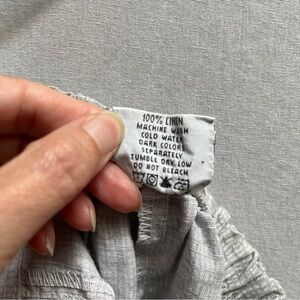 100% LINEN
MACHINE WASH
COLD WATER
DARK COLORS
SEPARATELY
TUMBLE DRY LOW
DO NOT BLEACH